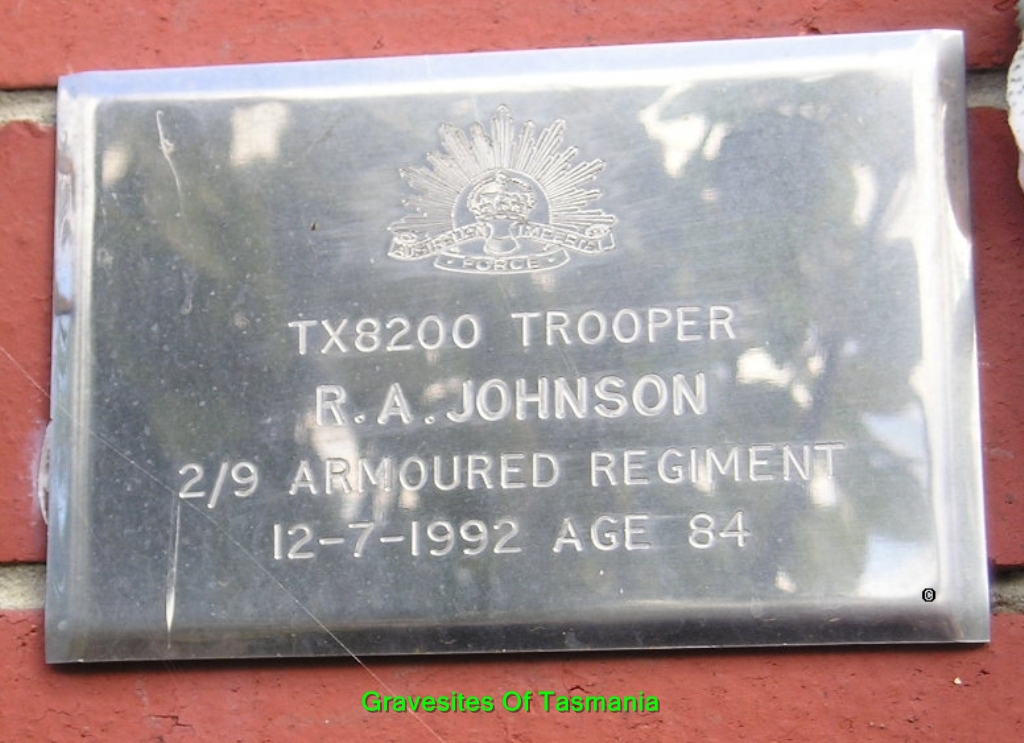 AUSTRALIAN IMPERIAL
· FORCE ·
TX8200 TROOPER
R.A. JOHNSON
2/9 ARMOURED REGIMENT
12-7-1992 AGE 84
©
Gravesites Of Tasmania